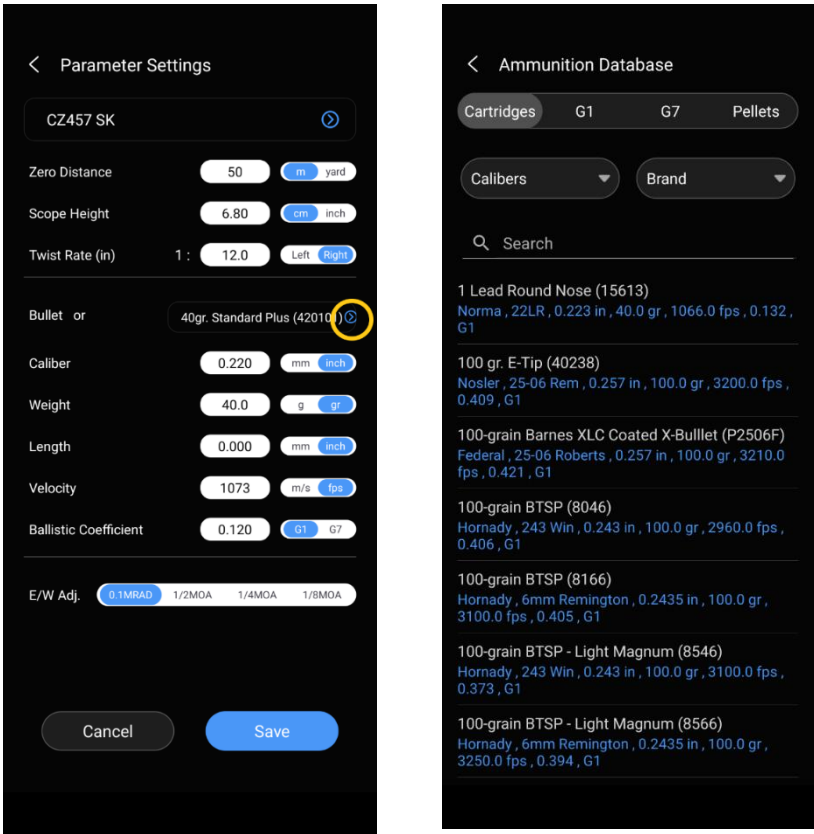 Parameter Settings
CZ457 SK
Zero Distance 50 m yard
Scope Height 6.80 cm inch
Twist Rate (in) 1 : 12.0 Left Right
Bullet or 40gr. Standard Plus (420101)
Caliber 0.220 mm inch
Weight 40.0 g gr
Length 0.000 mm inch
Velocity 1073 m/s fps
Ballistic Coefficient 0.120 G1 G7
E/W Adj. 0.1MRAD 1/2MOA 1/4MOA 1/8MOA
Cancel Save
Ammunition Database
Cartridges G1 G7 Pellets
Calibers Brand
Search
1 Lead Round Nose (15613)
Norma , 22LR , 0.223 in , 40.0 gr , 1066.0 fps , 0.132 ,
G1
100 gr. E-Tip (40238)
Nosler , 25-06 Rem , 0.257 in , 100.0 gr , 3200.0 fps ,
0.409 , G1
100-grain Barnes XLC Coated X-Bulllet (P2506F)
Federal , 25-06 Roberts , 0.257 in , 100.0 gr , 3210.0
fps , 0.421 , G1
100-grain BTSP (8046)
Hornady , 243 Win , 0.243 in , 100.0 gr , 2960.0 fps ,
0.406 , G1
100-grain BTSP (8166)
Hornady , 6mm Remington , 0.2435 in , 100.0 gr ,
3100.0 fps , 0.405 , G1
100-grain BTSP - Light Magnum (8546)
Hornady , 243 Win , 0.243 in , 100.0 gr , 3100.0 fps ,
0.373 , G1
100-grain BTSP - Light Magnum (8566)
Hornady , 6mm Remington , 0.2435 in , 100.0 gr ,
3250.0 fps , 0.394 , G1